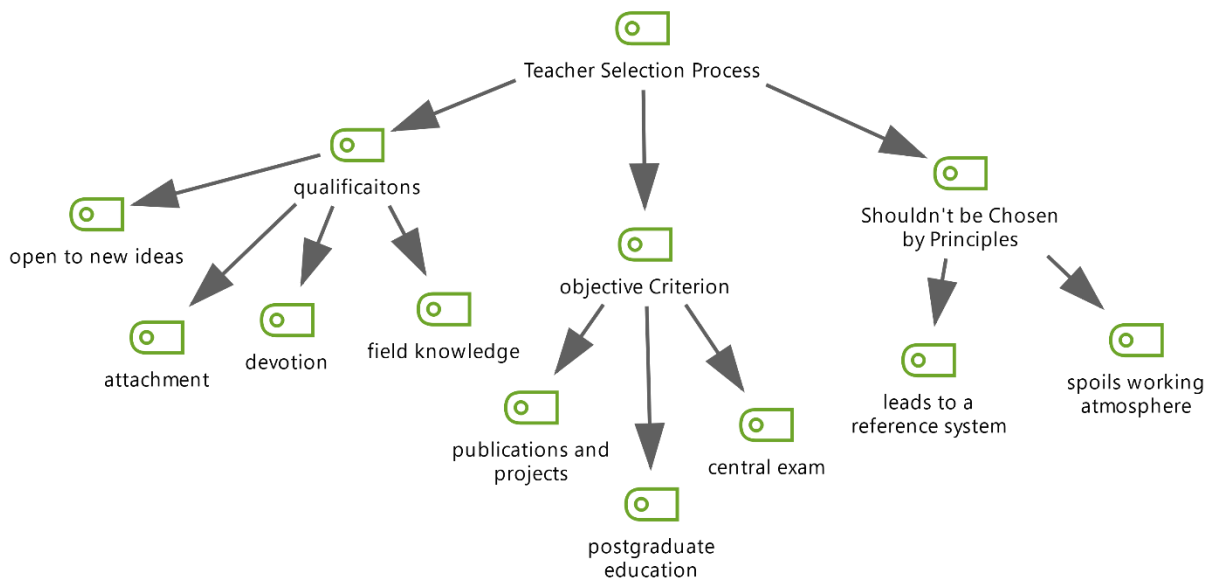 Teacher Selection Process
qualificaitons
open to new ideas
attachment
devotion
field knowledge
objective Criterion
publications and
projects
postgraduate
education
central exam
Shouldn't be Chosen
by Principles
leads to a
reference system
spoils working
atmosphere